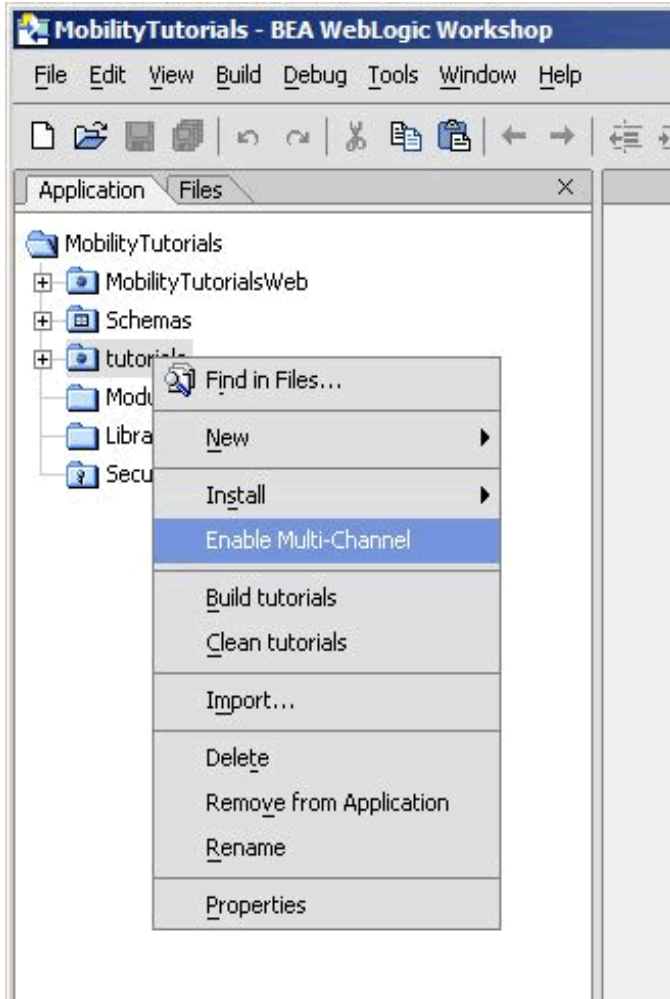 MobilityTutorials - BEA WebLogic Workshop
File Edit View Build Debug Tools Window Help
Application Files
MobilityTutorials
MobilityTutorialsWeb
Schemas
tutorials
Find in Files...
New
Install
Enable Multi-Channel
Build tutorials
Clean tutorials
Import...
Delete
Remove from Application
Rename
Properties